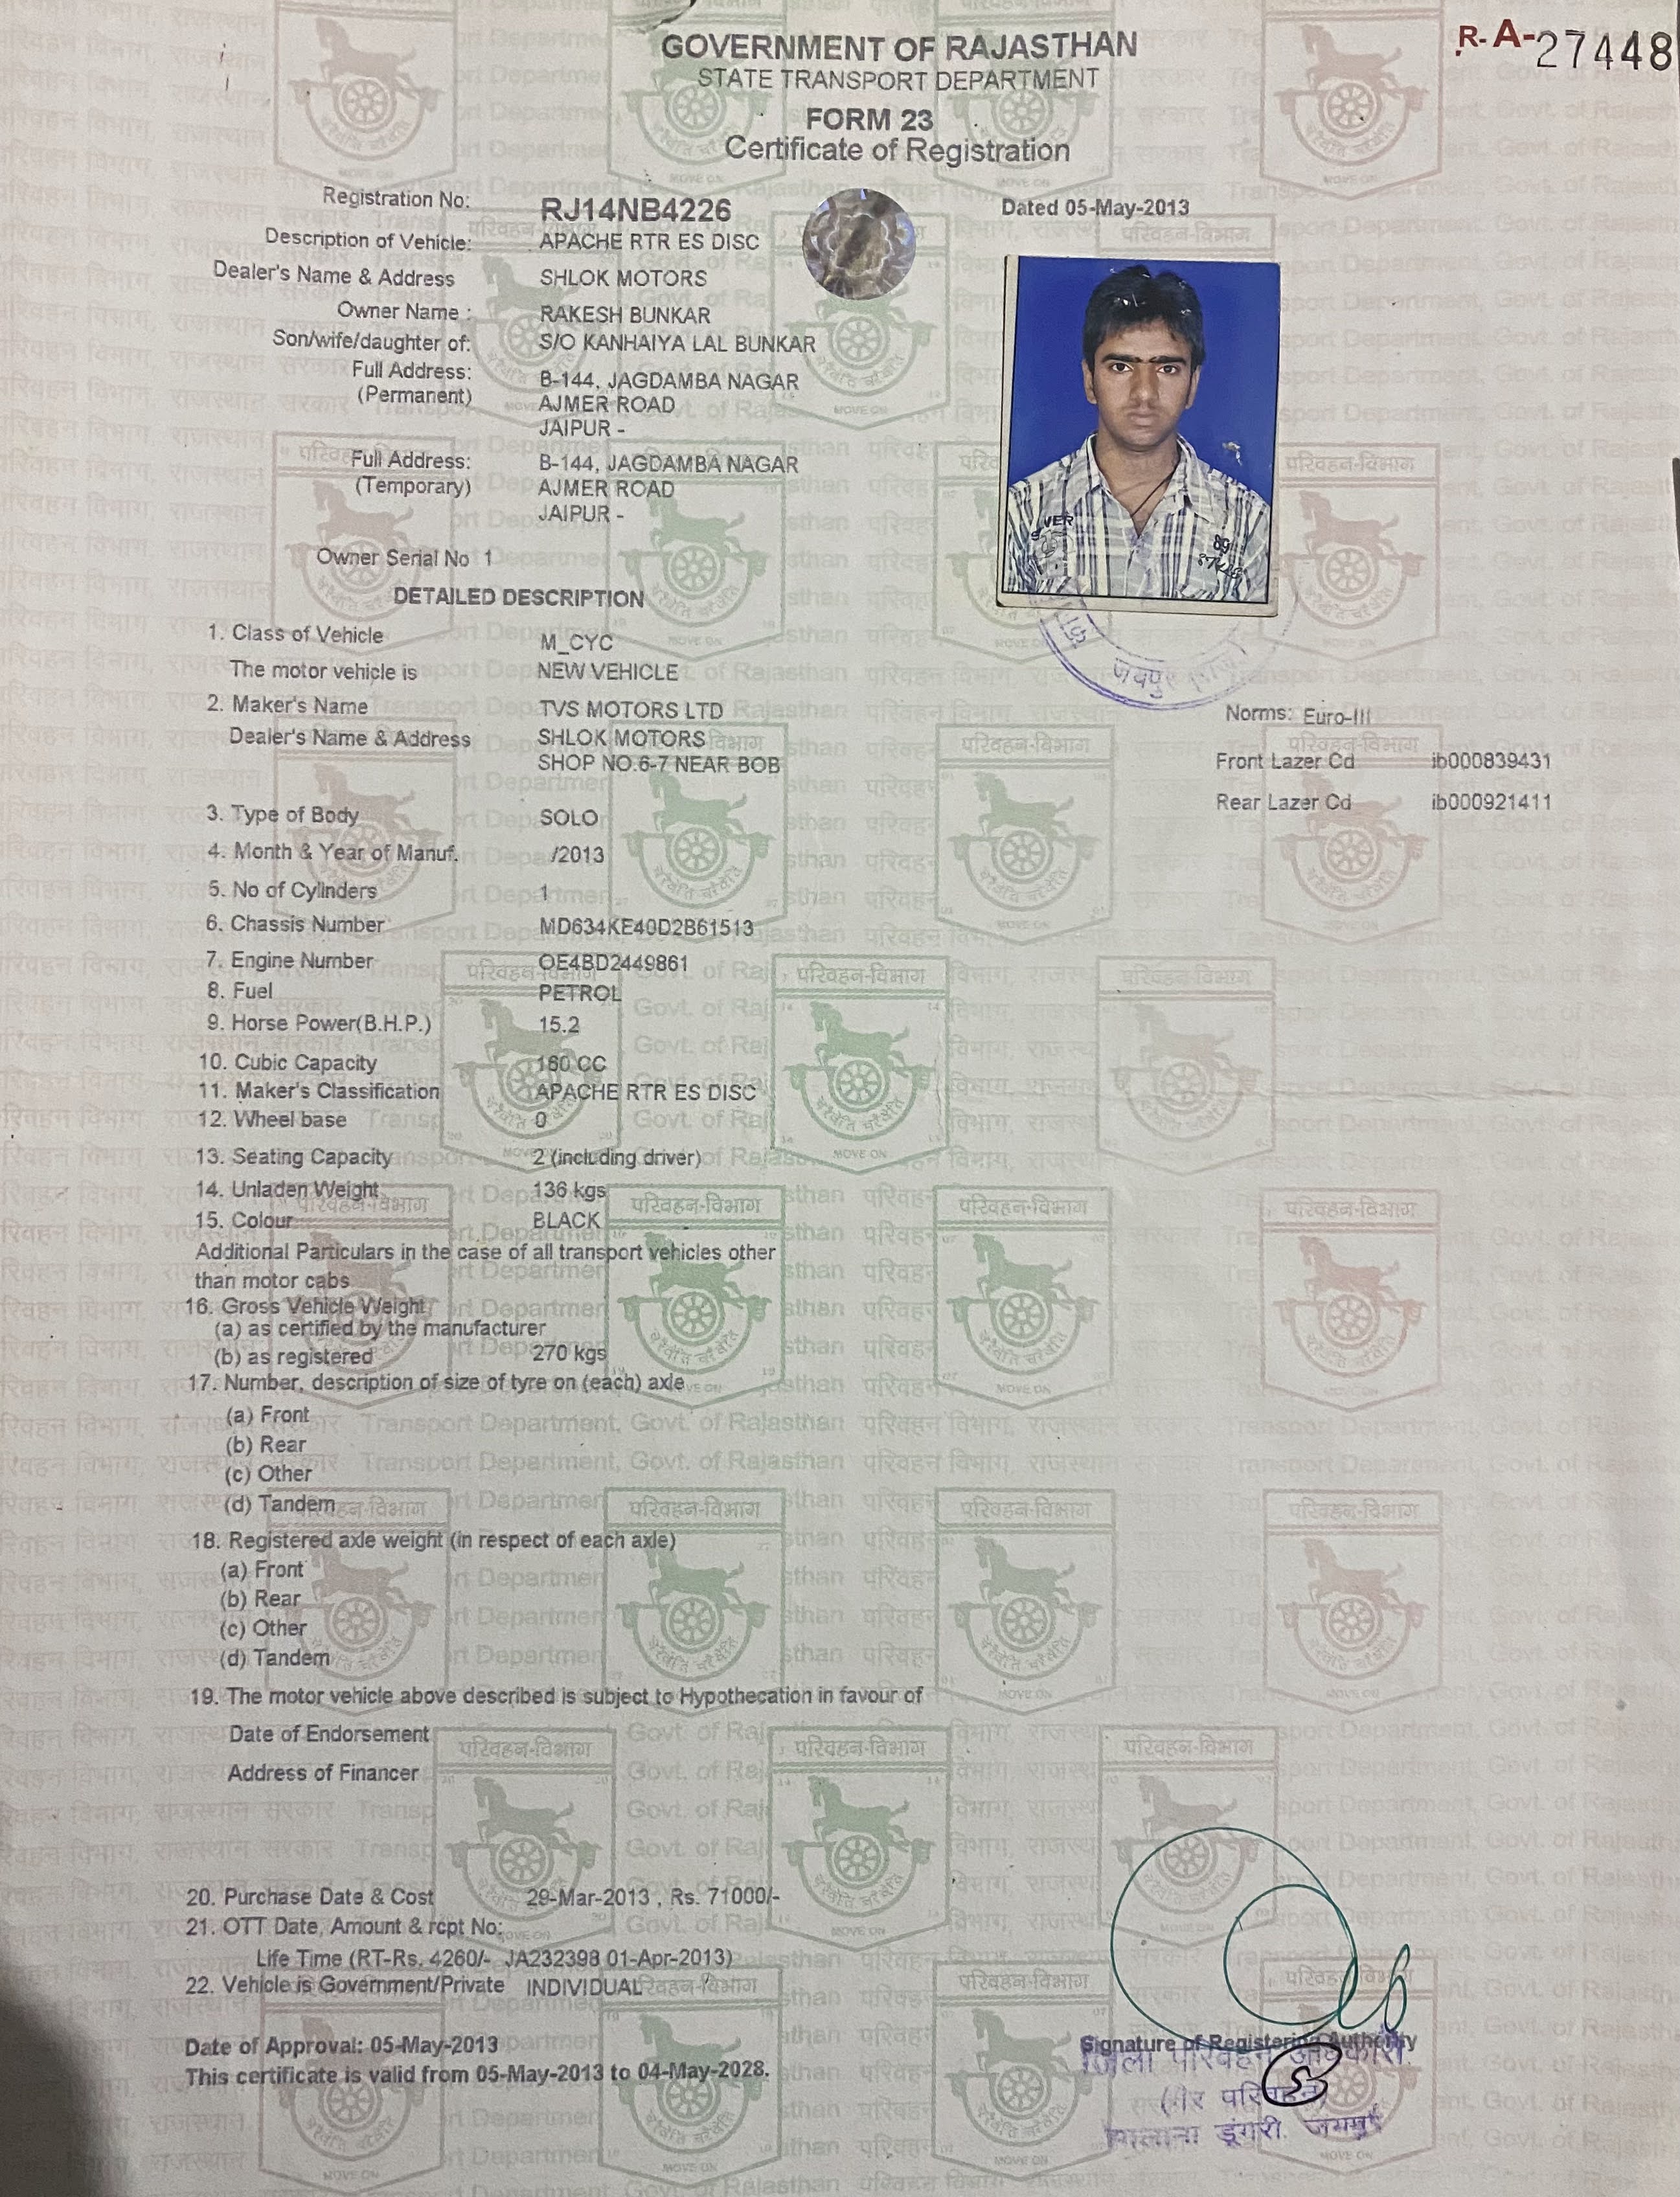 R-A-27448
GOVERNMENT OF RAJASTHAN
STATE TRANSPORT DEPARTMENT
FORM 23
Certificate of Registration
Registration No: RJ14NB4226 Dated 05-May-2013
Description of Vehicle: APACHE RTR ES DISC
Dealer's Name & Address SHLOK MOTORS
Owner Name : RAKESH BUNKAR
Son/wife/daughter of: S/O KANHAIYA LAL BUNKAR
Full Address: B-144, JAGDAMBA NAGAR
(Permanent) AJMER ROAD
JAIPUR -
Full Address: B-144, JAGDAMBA NAGAR
(Temporary) AJMER ROAD
JAIPUR -
Owner Serial No 1
DETAILED DESCRIPTION
1. Class of Vehicle M_CYC
The motor vehicle is NEW VEHICLE
जयपुर
2. Maker's Name TVS MOTORS LTD Norms: Euro-III
Dealer's Name & Address SHLOK MOTORS
SHOP NO.6-7 NEAR BOB Front Lazer Cd ib000839431
Rear Lazer Cd ib000921411
3. Type of Body SOLO
4. Month & Year of Manuf. /2013
5. No of Cylinders 1
6. Chassis Number MD634KE40D2B61513
7. Engine Number OE4BD2449861
8. Fuel PETROL
9. Horse Power(B.H.P.) 15.2
10. Cubic Capacity 160 CC
11. Maker's Classification APACHE RTR ES DISC
12. Wheel base 0
13. Seating Capacity 2 (including driver)
14. Unladen Weight 136 kgs
15. Colour BLACK
Additional Particulars in the case of all transport vehicles other
than motor cabs
16. Gross Vehicle Weight
(a) as certified by the manufacturer
(b) as registered 270 kgs
17. Number, description of size of tyre on (each) axle
(a) Front
(b) Rear
(c) Other
(d) Tandem
18. Registered axle weight (in respect of each axle)
(a) Front
(b) Rear
(c) Other
(d) Tandem
19. The motor vehicle above described is subject to Hypothecation in favour of
Date of Endorsement
Address of Financer
20. Purchase Date & Cost 29-Mar-2013 , Rs. 71000/-
21. OTT Date, Amount & rcpt No:
Life Time (RT-Rs. 4260/- JA232398 01-Apr-2013)
22. Vehicle is Government/Private INDIVIDUAL
Date of Approval: 05-May-2013
This certificate is valid from 05-May-2013 to 04-May-2028.
Signature of Registering Authority
जिला परिवहन अधिकारी
डूंगरी, जयपुर